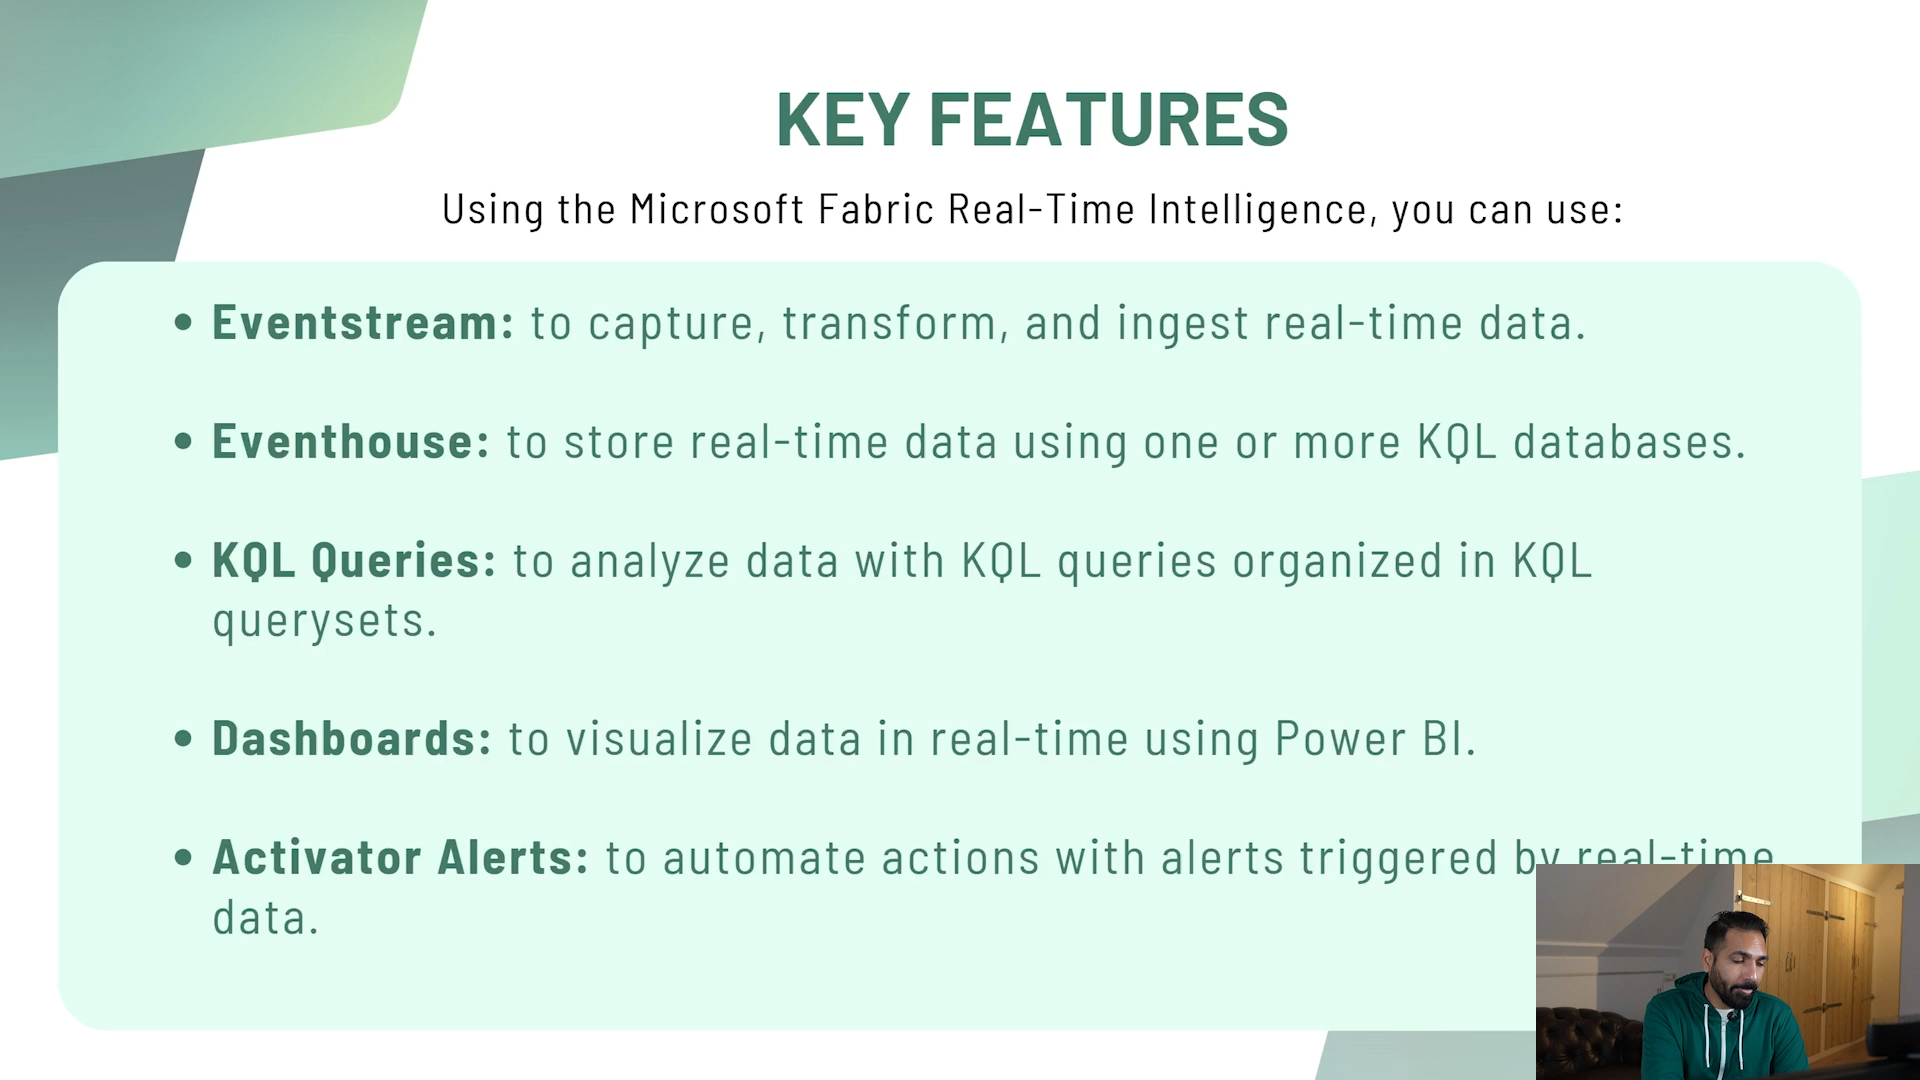 KEY FEATURES
Using the Microsoft Fabric Real-Time Intelligence, you can use:
• Eventstream: to capture, transform, and ingest real-time data.
• Eventhouse: to store real-time data using one or more KQL databases.
• KQL Queries: to analyze data with KQL queries organized in KQL
querysets.
• Dashboards: to visualize data in real-time using Power BI.
• Activator Alerts: to automate actions with alerts triggered by real-time
data.